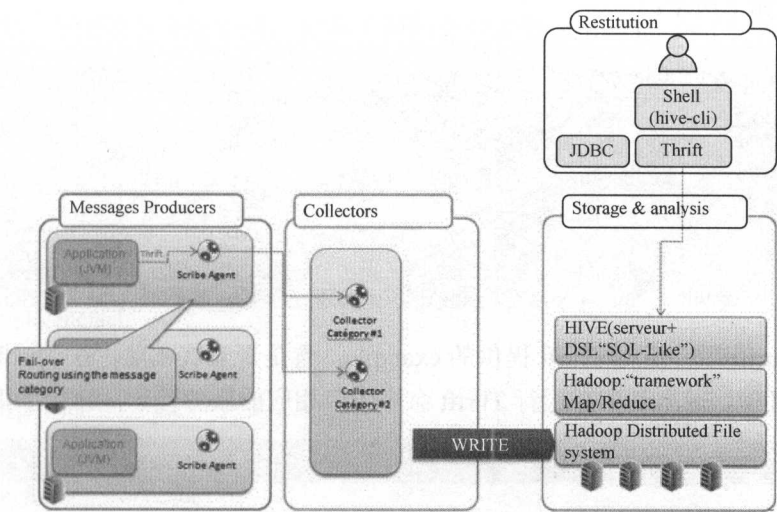 Restitution
Shell
(hive-cli)
JDBC
Thrift
Messages Producers
Collectors
Storage & analysis
Application
(JVM)
Thrift
Scribe Agent
Collector
Catégory #1
Fail-over
Routing using the message
category
Scribe Agent
Collector
Catégory #2
Application
(JVM)
Scribe Agent
WRITE
HIVE(serveur+
DSL“SQL-Like”)
Hadoop:“tramework”
Map/Reduce
Hadoop Distributed File
system